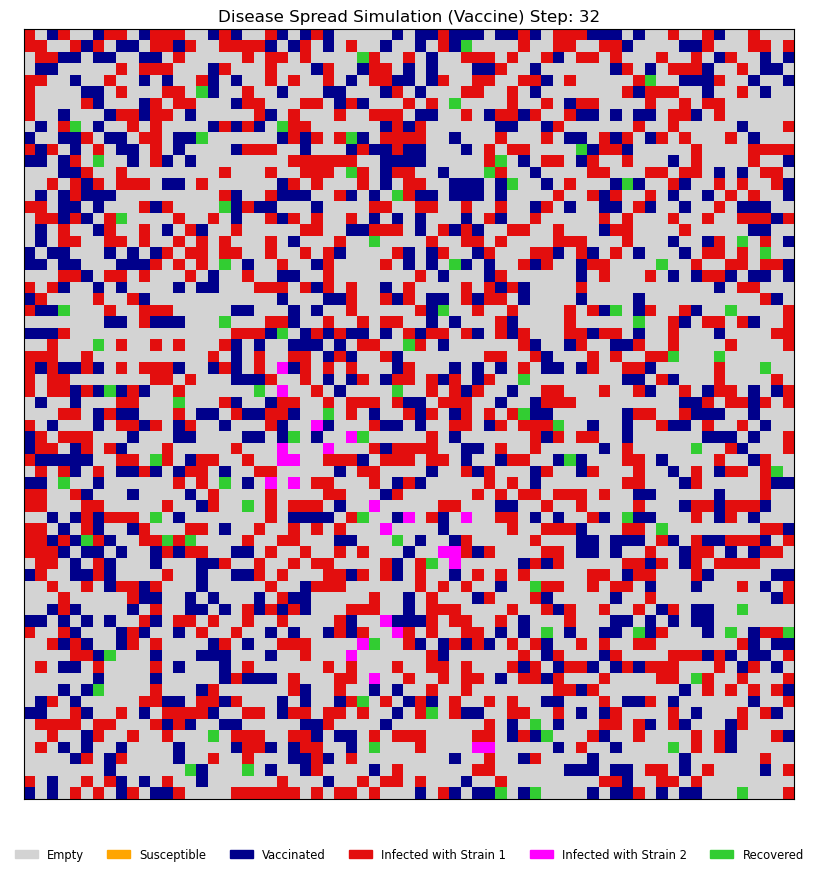 Disease Spread Simulation (Vaccine) Step: 32
Empty Susceptible Vaccinated Infected with Strain 1 Infected with Strain 2 Recovered